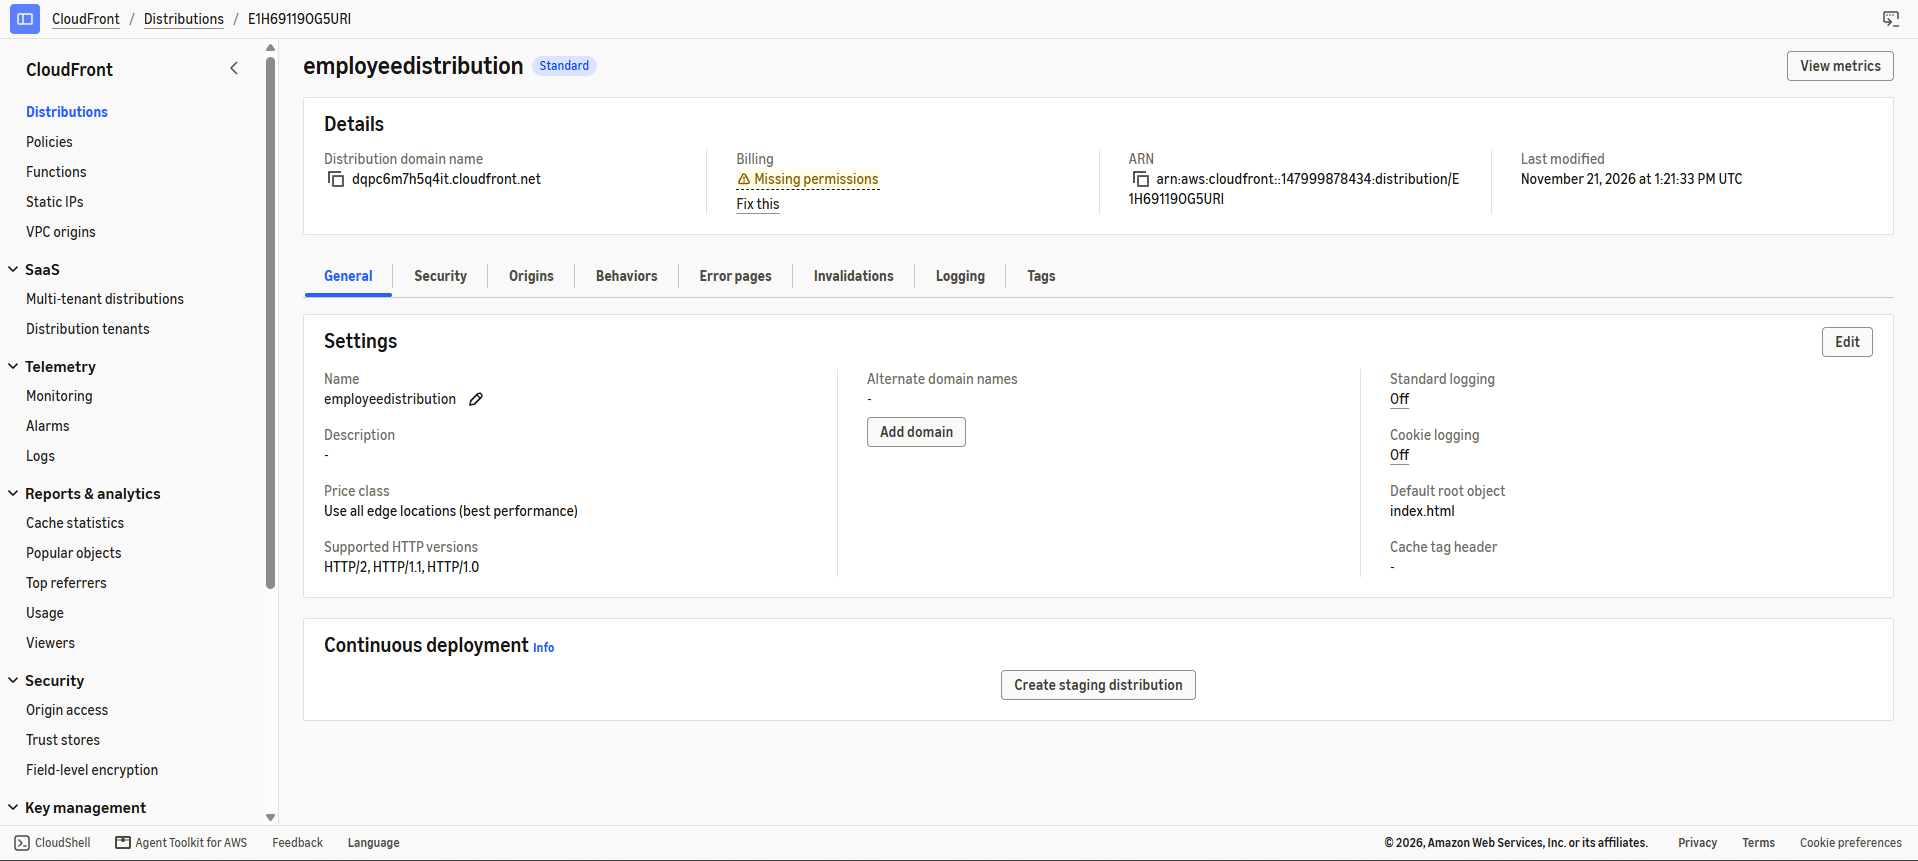 CloudFront / Distributions / E1H69119OG5URI
CloudFront
Distributions
Policies
Functions
Static IPs
VPC origins
SaaS
Multi-tenant distributions
Distribution tenants
Telemetry
Monitoring
Alarms
Logs
Reports & analytics
Cache statistics
Popular objects
Top referrers
Usage
Viewers
Security
Origin access
Trust stores
Field-level encryption
Key management
employeedistribution Standard
View metrics
Details
Distribution domain name
dqpc6m7h5q4it.cloudfront.net
Billing
Missing permissions
Fix this
ARN
arn:aws:cloudfront::147999878434:distribution/E
1H69119OG5URI
Last modified
November 21, 2026 at 1:21:33 PM UTC
General Security Origins Behaviors Error pages Invalidations Logging Tags
Settings
Edit
Name
employeedistribution
Description
-
Price class
Use all edge locations (best performance)
Supported HTTP versions
HTTP/2, HTTP/1.1, HTTP/1.0
Alternate domain names
-
Add domain
Standard logging
Off
Cookie logging
Off
Default root object
index.html
Cache tag header
-
Continuous deployment Info
Create staging distribution
CloudShell Agent Toolkit for AWS Feedback Language
© 2026, Amazon Web Services, Inc. or its affiliates. Privacy Terms Cookie preferences